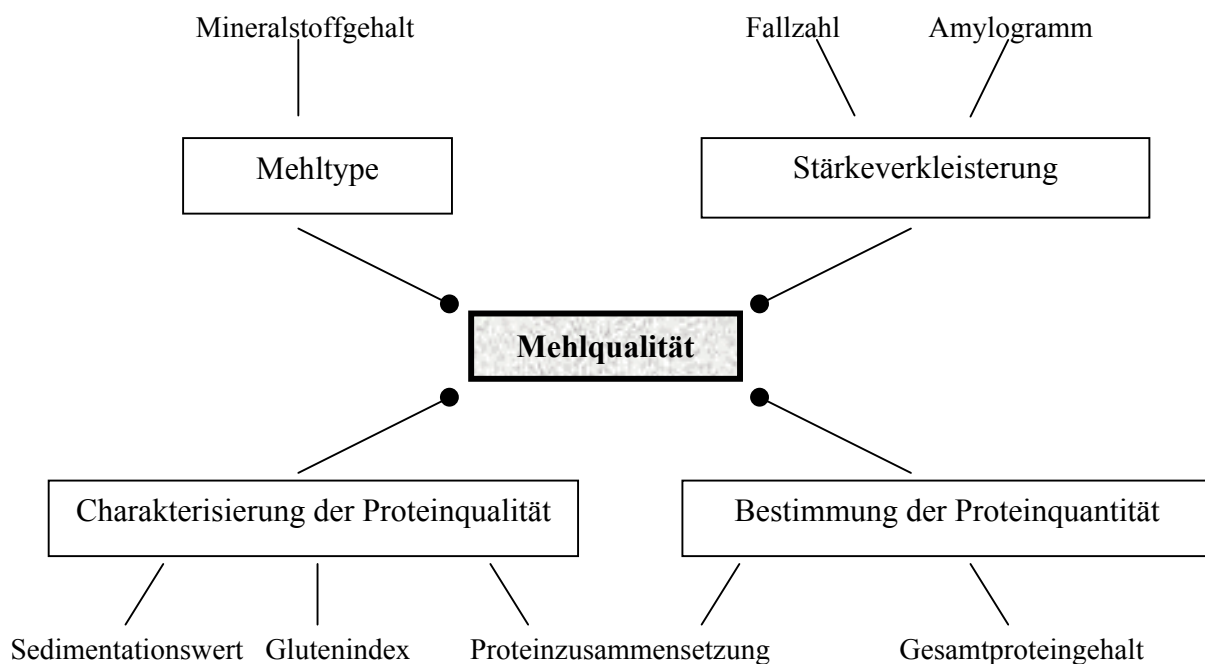 Mineralstoffgehalt
Fallzahl
Amylogramm
Mehltype
Stärkeverkleisterung
Mehlqualität
Charakterisierung der Proteinqualität
Bestimmung der Proteinquantität
Sedimentationswert
Glutenindex
Proteinzusammensetzung
Gesamtproteingehalt